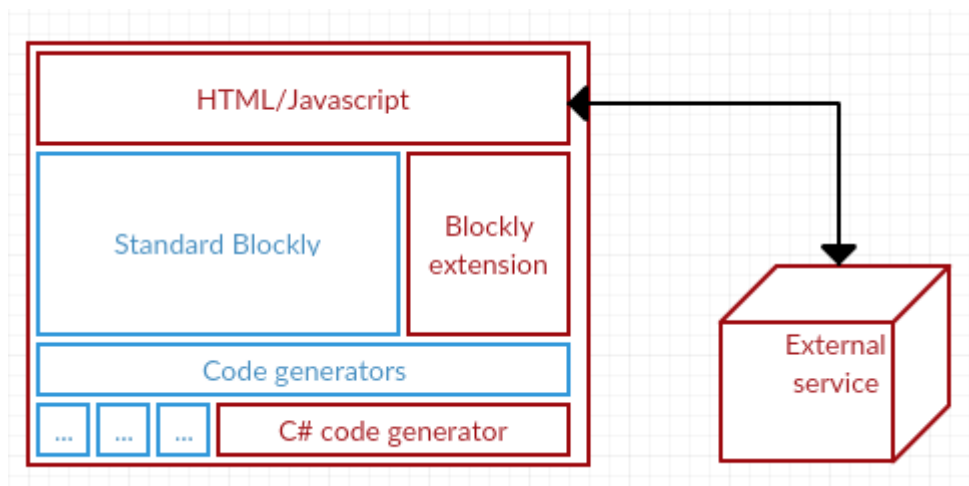 HTML/Javascript
Standard Blockly
Blockly
extension
Code generators
...
...
...
C# code generator
External
service